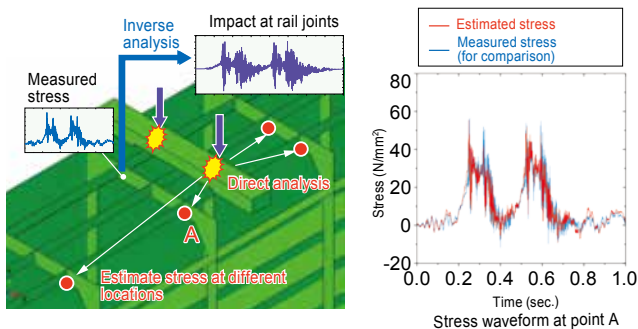 Impact at rail joints
Inverse
analysis
Measured
stress
Direct analysis
A
Estimate stress at different
locations
Estimated stress
Measured stress
(for comparison)
Stress (N/mm²)
80
60
40
20
0
−20
0.0 0.2 0.4 0.6 0.8 1.0
Time (sec.)
Stress waveform at point A